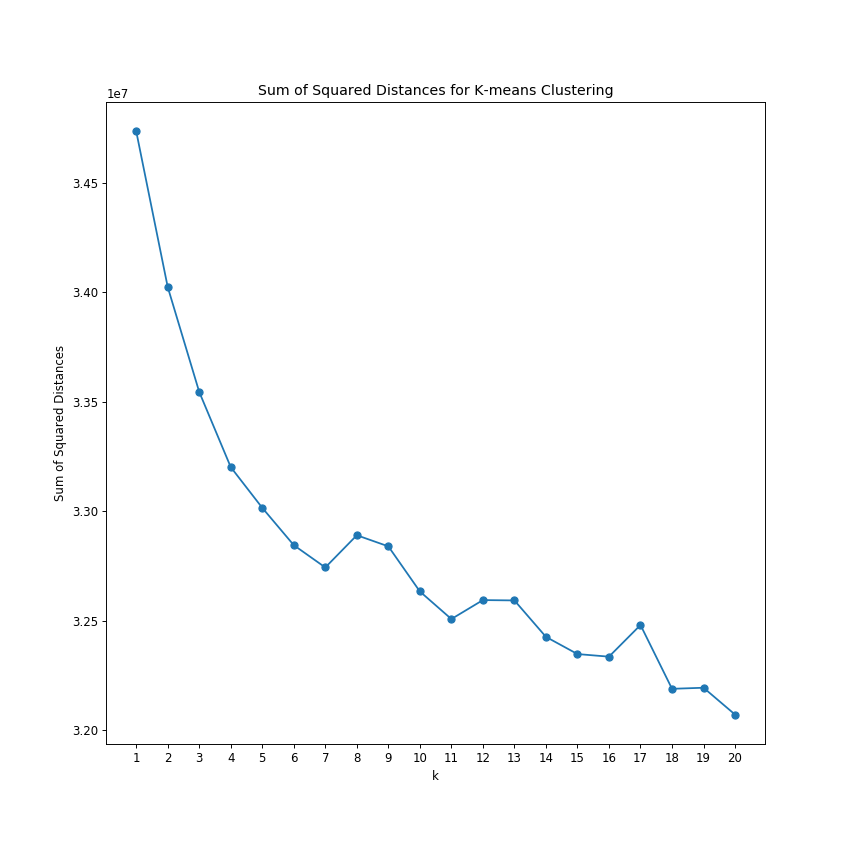 Sum of Squared Distances for K-means Clustering
1e7
3.45
3.40
3.35
3.30
3.25
3.20
Sum of Squared Distances
1 2 3 4 5 6 7 8 9 10 11 12 13 14 15 16 17 18 19 20
k